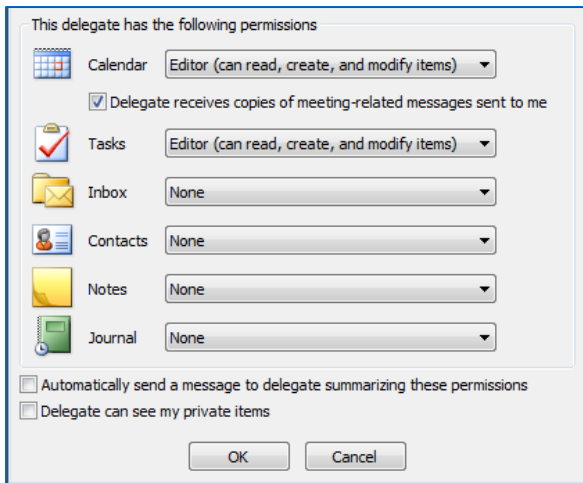 This delegate has the following permissions
Calendar Editor (can read, create, and modify items)
Delegate receives copies of meeting-related messages sent to me
Tasks Editor (can read, create, and modify items)
Inbox None
Contacts None
Notes None
Journal None
Automatically send a message to delegate summarizing these permissions
Delegate can see my private items
OK Cancel